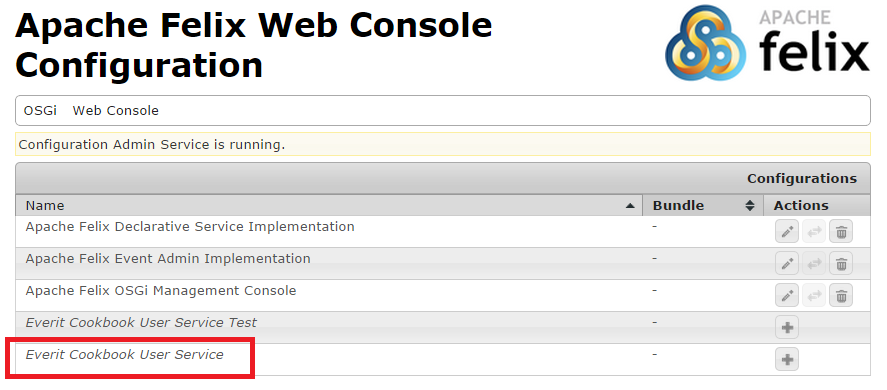 Apache Felix Web Console
Configuration
APACHE
felix
OSGi Web Console
Configuration Admin Service is running.
Configurations
Name Bundle Actions
Apache Felix Declarative Service Implementation -
Apache Felix Event Admin Implementation -
Apache Felix OSGi Management Console -
Everit Cookbook User Service Test -
Everit Cookbook User Service -